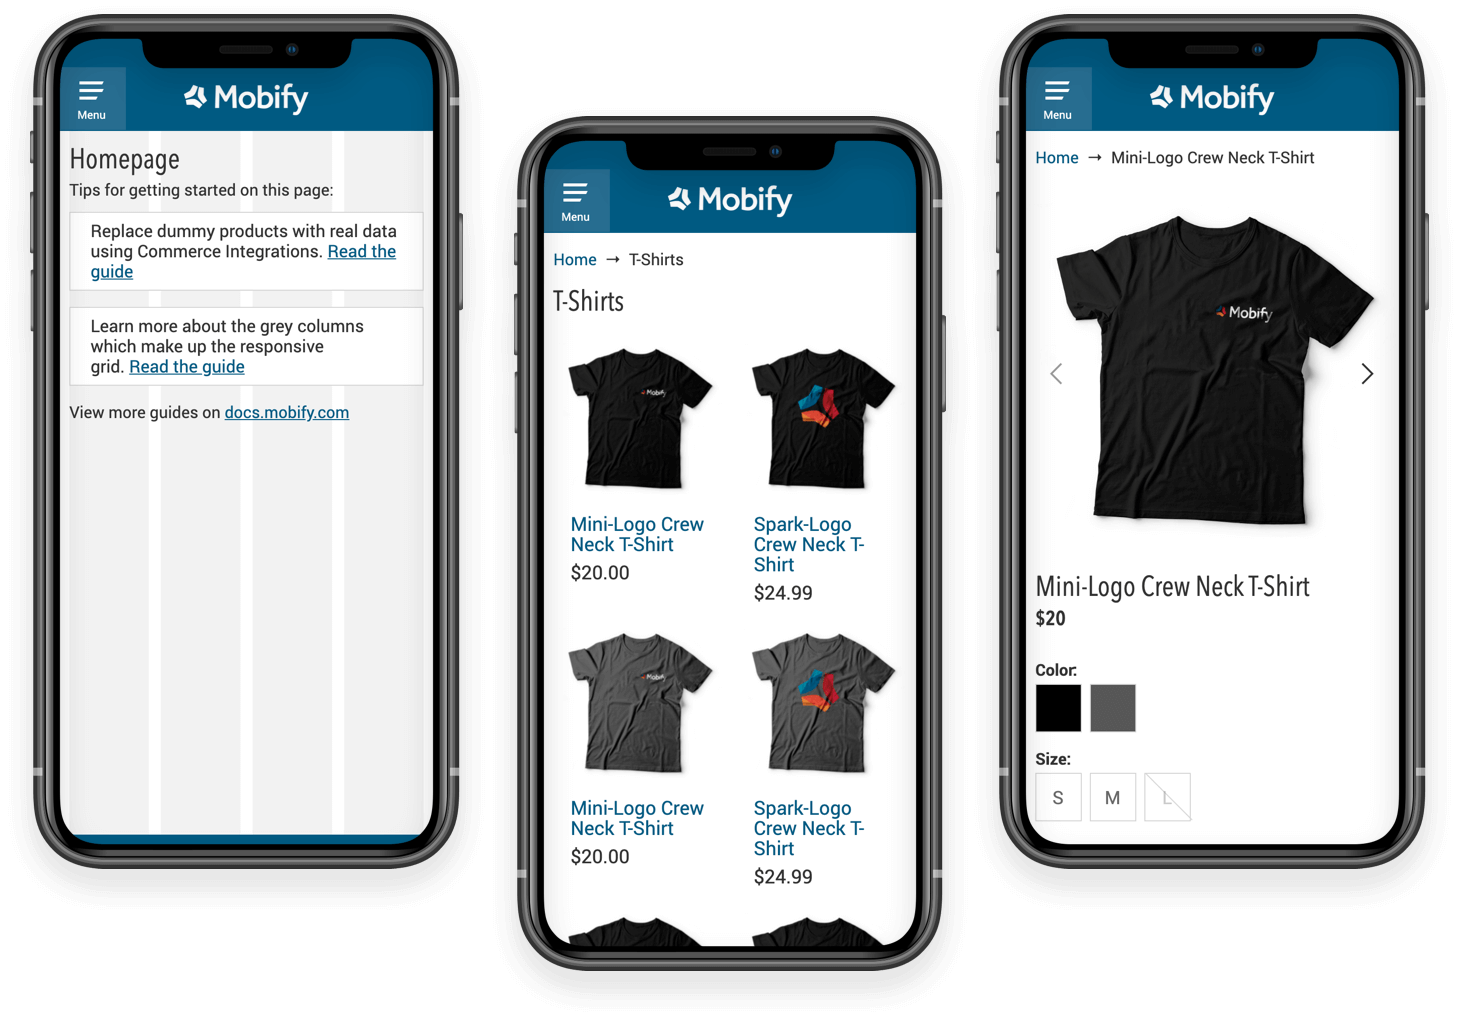 Menu
Mobify
Homepage
Tips for getting started on this page:
Replace dummy products with real data
using Commerce Integrations. Read the
guide
Learn more about the grey columns
which make up the responsive
grid. Read the guide
View more guides on docs.mobify.com
Menu
Mobify
Home → T-Shirts
T-Shirts
Mobify
Mini-Logo Crew
Neck T-Shirt
$20.00
Spark-Logo
Crew Neck T-
Shirt
$24.99
Mobify
Mini-Logo Crew
Neck T-Shirt
$20.00
Spark-Logo
Crew Neck T-
Shirt
$24.99
Menu
Mobify
Home → Mini-Logo Crew Neck T-Shirt
Mobify
Mini-Logo Crew Neck T-Shirt
$20
Color:
Size:
S M L